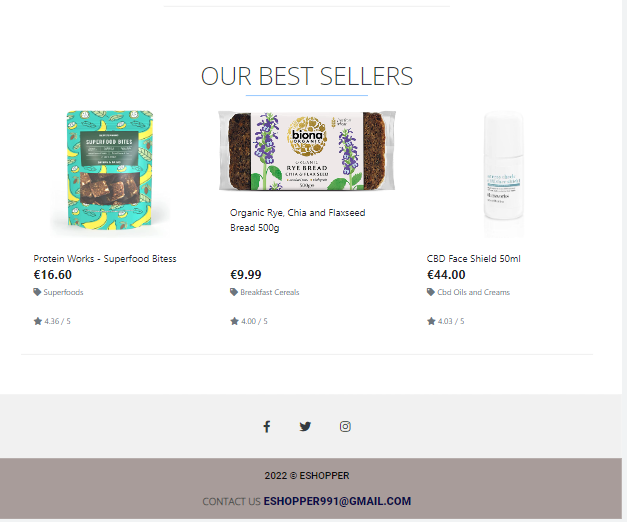 OUR BEST SELLERS
SUPERFOOD BITES
biona
ORGANIC
ORGANIC
RYE BREAD
CHIA & FLAXSEED
500g e
Organic Rye, Chia and Flaxseed
Bread 500g
Protein Works - Superfood Bitess
CBD Face Shield 50ml
€16.60
€9.99
€44.00
Superfoods
Breakfast Cereals
Cbd Oils and Creams
4.36 / 5
4.00 / 5
4.03 / 5
2022 © ESHOPPER
CONTACT US ESHOPPER991@GMAIL.COM